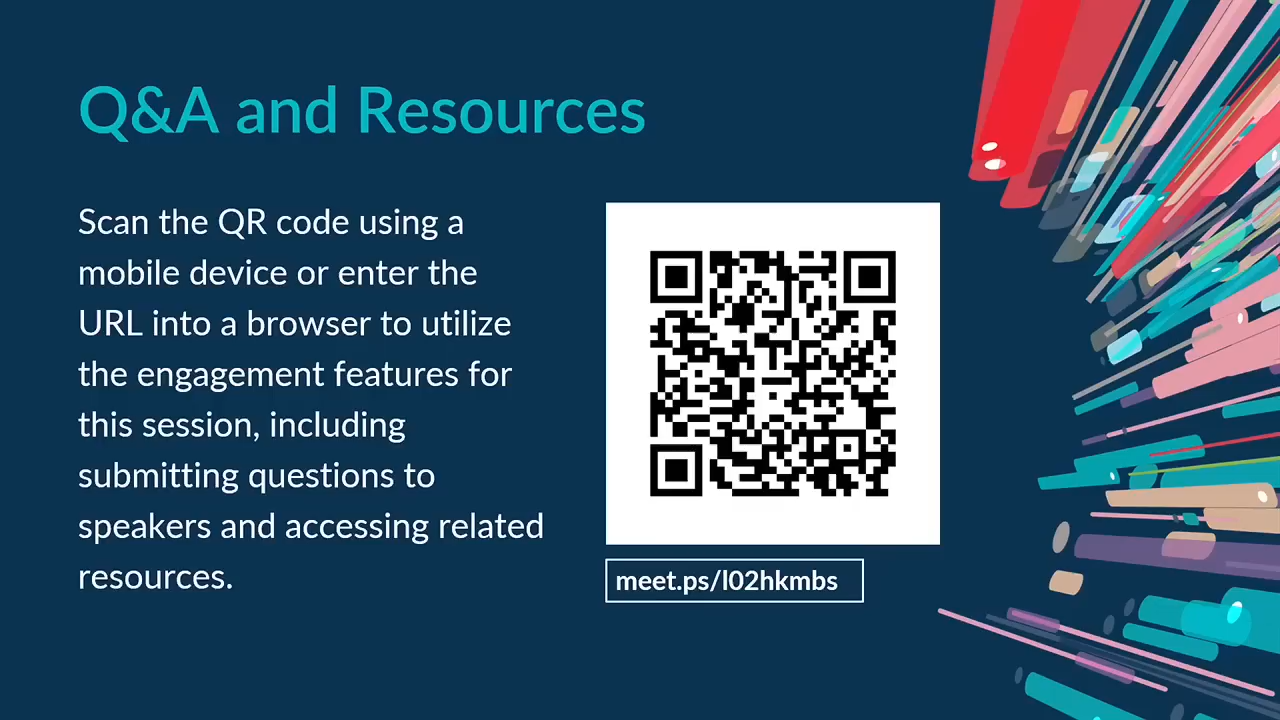 Q&A and Resources
Scan the QR code using a
mobile device or enter the
URL into a browser to utilize
the engagement features for
this session, including
submitting questions to
speakers and accessing related
resources.
meet.ps/l02hkmbs